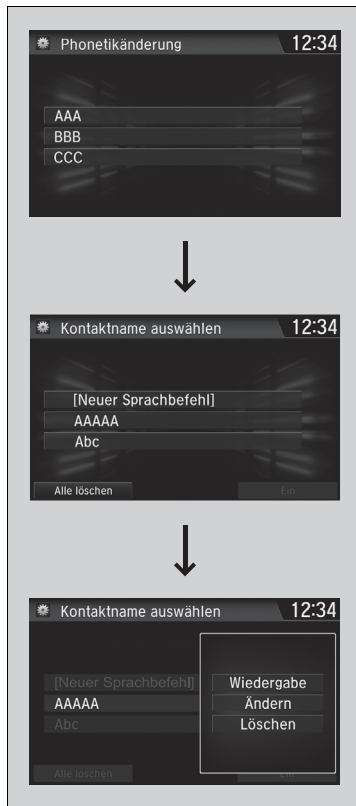 Phonetikänderung 12:34
AAA
BBB
CCC
Kontaktname auswählen 12:34
[Neuer Sprachbefehl]
AAAAA
Abc
Alle löschen Ein
Kontaktname auswählen 12:34
[Neuer Sprachbefehl]
AAAAA
Abc
Wiedergabe
Ändern
Löschen
Alle löschen Ein